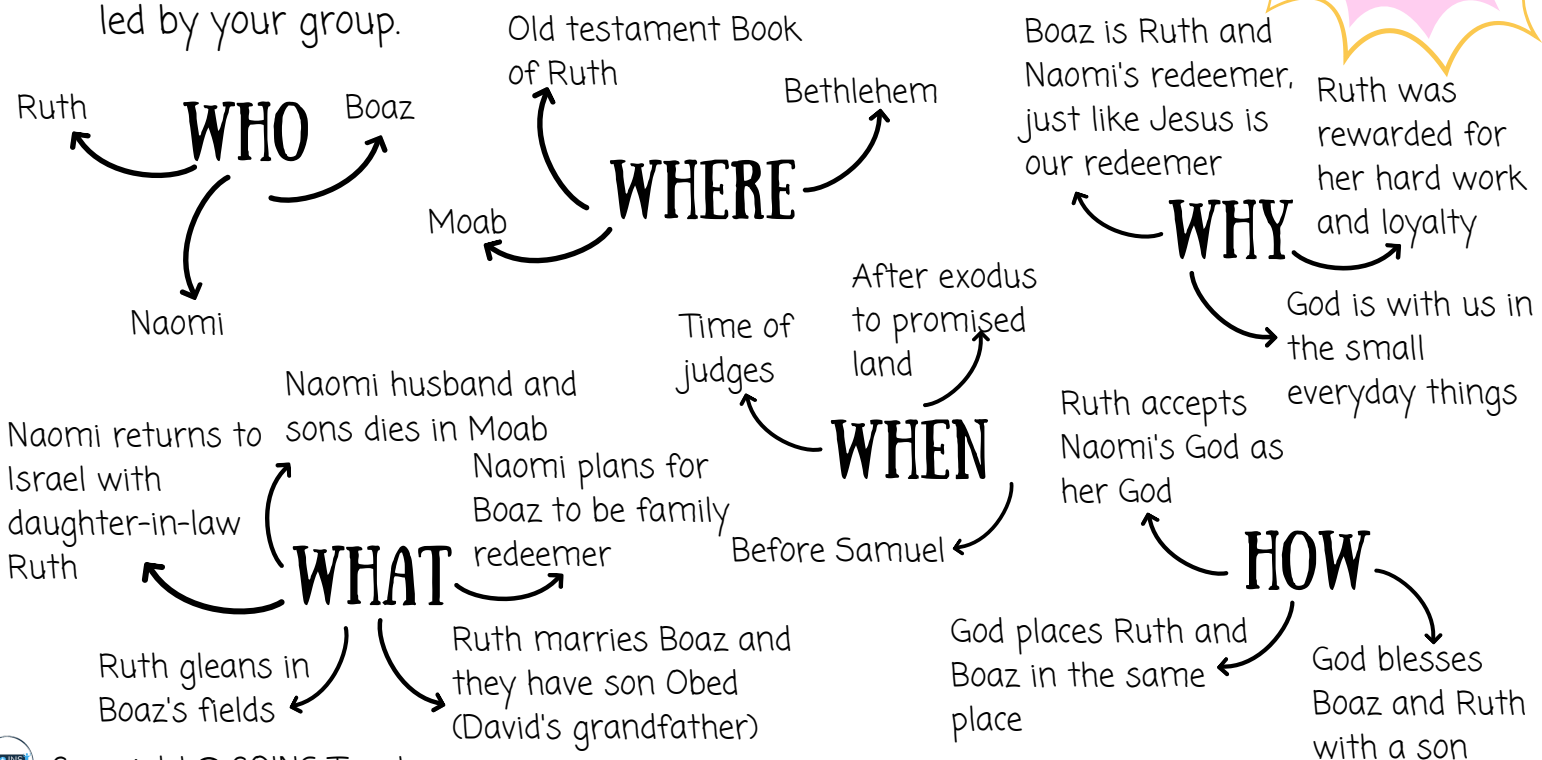 led by your group.
WHO
Ruth
Boaz
Naomi
WHERE
Old testament Book
of Ruth
Bethlehem
Moab
WHY
Boaz is Ruth and
Naomi's redeemer,
just like Jesus is
our redeemer
Ruth was
rewarded for
her hard work
and loyalty
God is with us in
the small
everyday things
WHEN
Time of
judges
After exodus
to promised
land
Before Samuel
WHAT
Naomi returns to
Israel with
daughter-in-law
Ruth
Naomi husband and
sons dies in Moab
Naomi plans for
Boaz to be family
redeemer
Ruth gleans in
Boaz's fields
Ruth marries Boaz and
they have son Obed
(David's grandfather)
HOW
Ruth accepts
Naomi's God as
her God
God places Ruth and
Boaz in the same
place
God blesses
Boaz and Ruth
with a son